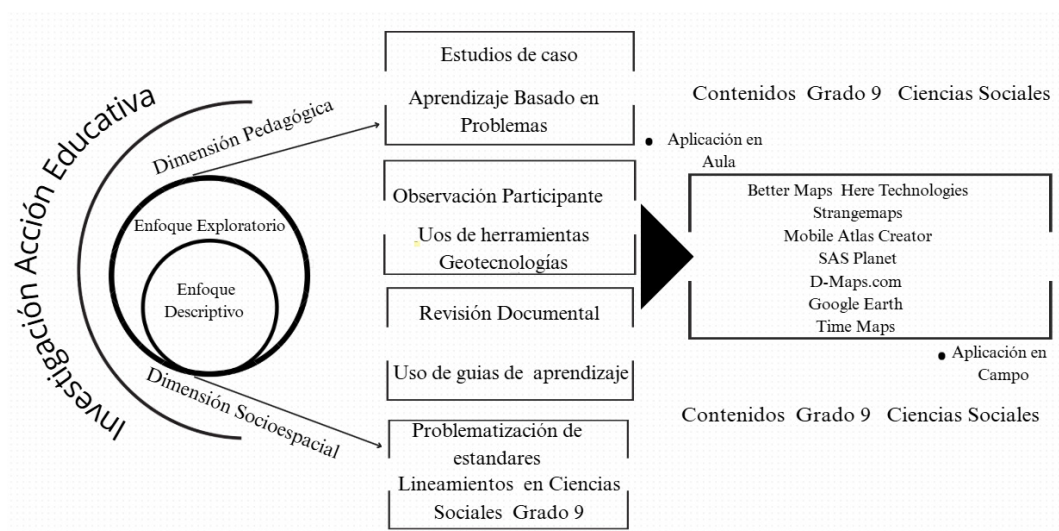 Investigación Acción Educativa
Dimensión Pedagógica
Enfoque Exploratorio
Enfoque
Descriptivo
Dimensión Socioespacial
Estudios de caso
Aprendizaje Basado en
Problemas
Observación Participante
Uos de herramientas
Geotecnologías
Revisión Documental
Uso de guias de aprendizaje
Problematización de
estandares
Lineamientos en Ciencias
Sociales Grado 9
Contenidos Grado 9 Ciencias Sociales
• Aplicación en
Aula
Better Maps Here Technologies
Strangemaps
Mobile Atlas Creator
SAS Planet
D-Maps.com
Google Earth
Time Maps
• Aplicación en
Campo
Contenidos Grado 9 Ciencias Sociales